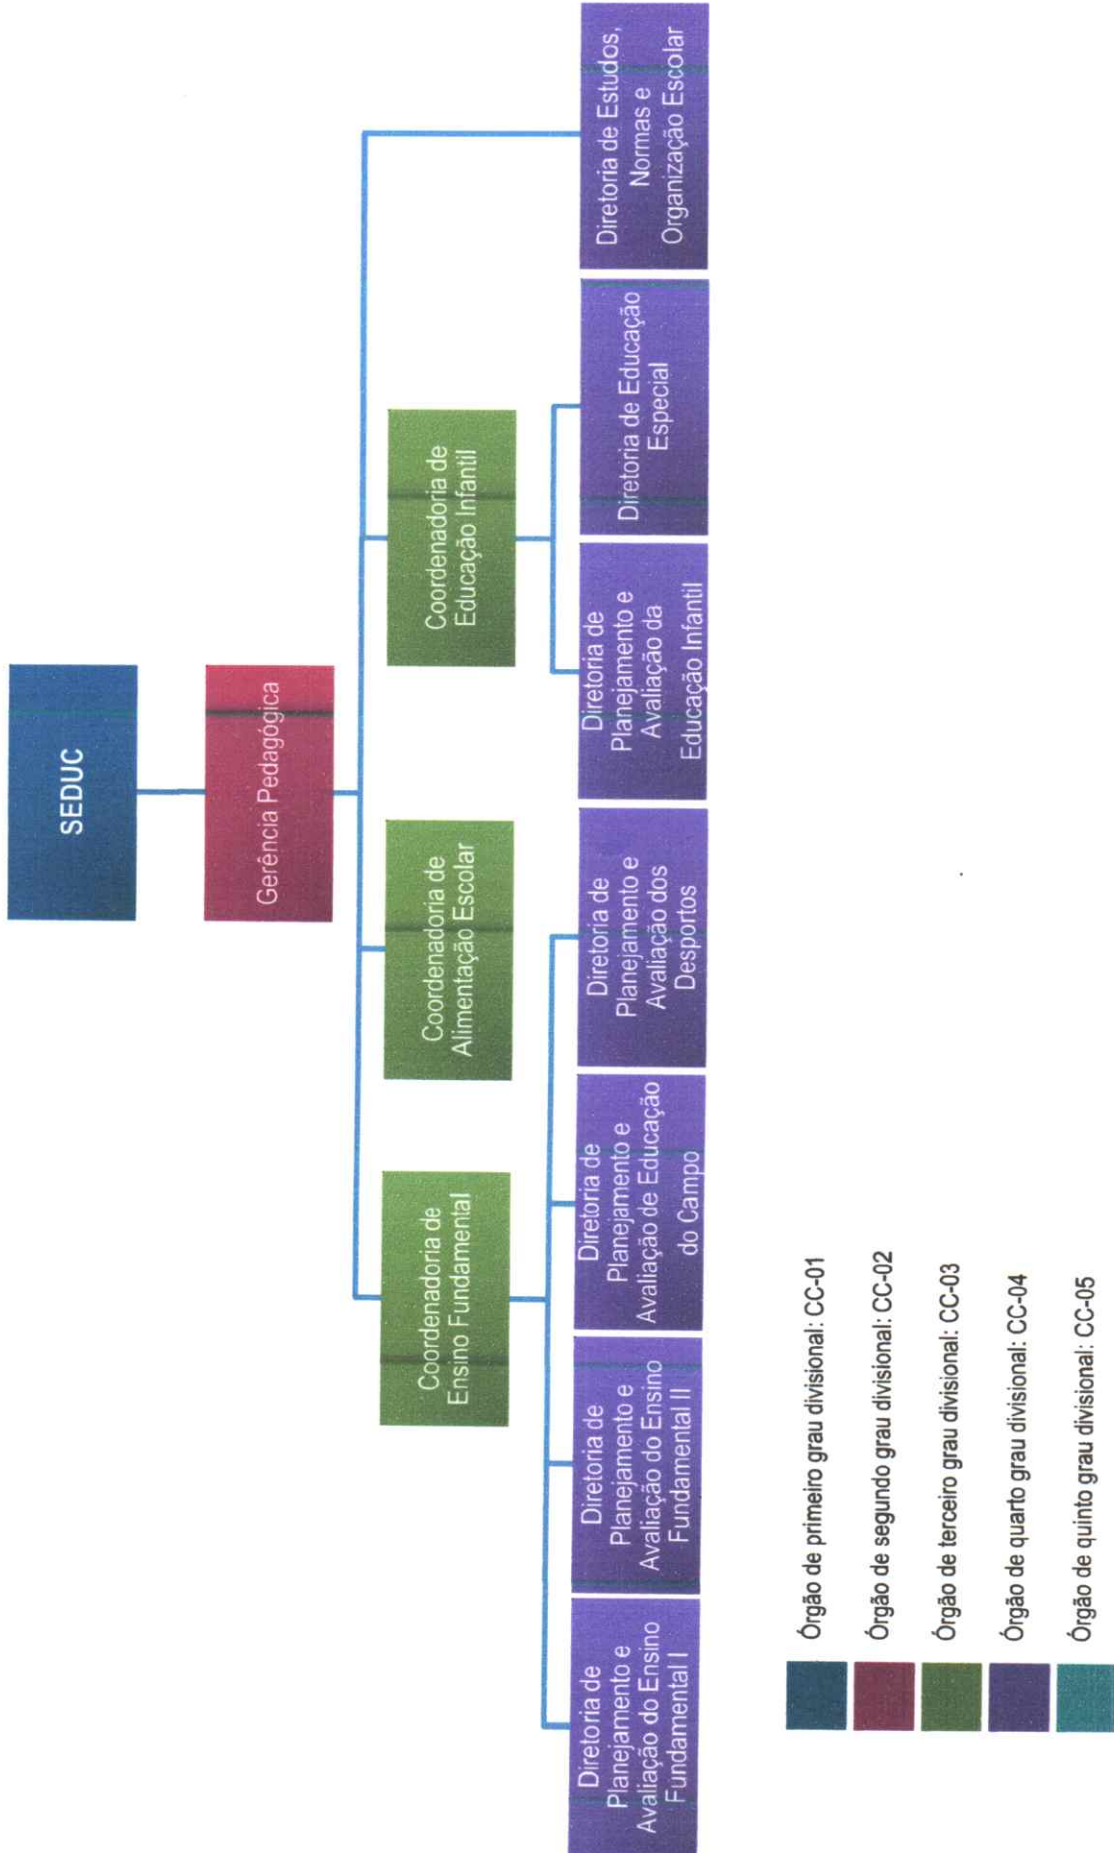 SEDUC
Gerência Pedagógica
Coordenadoria de
Ensino Fundamental
Coordenadoria de
Alimentação Escolar
Coordenadoria de
Educação Infantil
Diretoria de
Planejamento e
Avaliação do Ensino
Fundamental I
Diretoria de
Planejamento e
Avaliação do Ensino
Fundamental II
Diretoria de
Planejamento e
Avaliação de Educação
do Campo
Diretoria de
Planejamento e
Avaliação dos
Desportos
Diretoria de
Planejamento e
Avaliação da
Educação Infantil
Diretoria de Educação
Especial
Diretoria de Estudos,
Normas e
Organização Escolar
Órgão de primeiro grau divisional: CC-01
Órgão de segundo grau divisional: CC-02
Órgão de terceiro grau divisional: CC-03
Órgão de quarto grau divisional: CC-04
Órgão de quinto grau divisional: CC-05